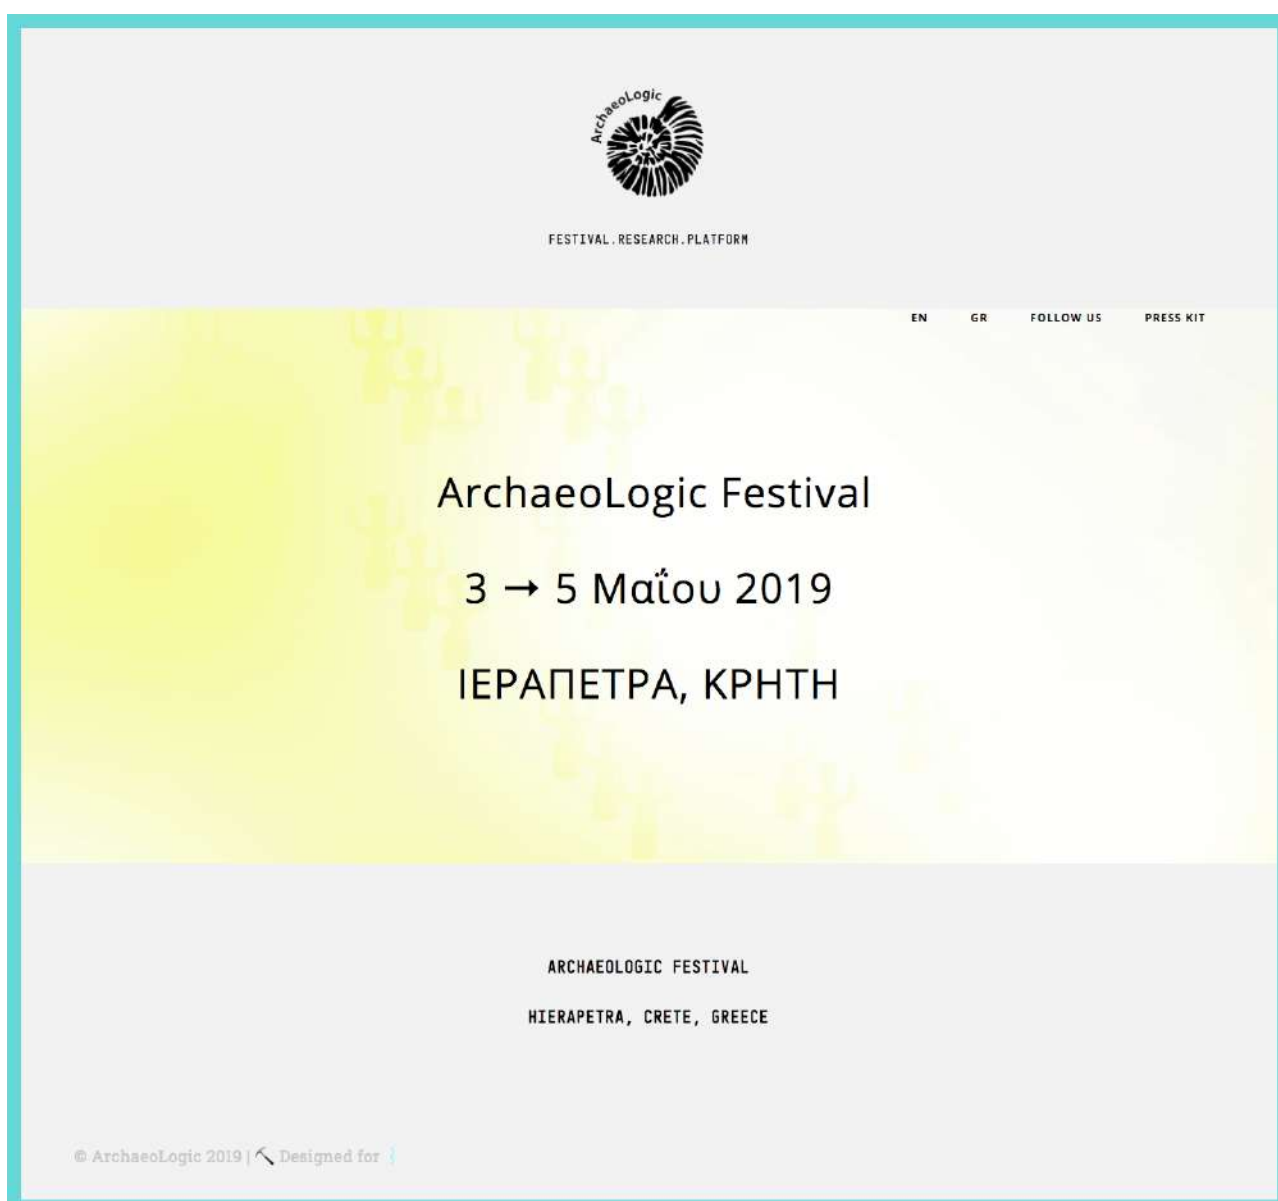 ArchaeoLogic
FESTIVAL.RESEARCH.PLATFORM
EN GR FOLLOW US PRESS KIT
ArchaeoLogic Festival
3 → 5 Μαΐου 2019
ΙΕΡΑΠΕΤΡΑ, ΚΡΗΤΗ
ARCHAEOLOGIC FESTIVAL
HIERAPETRA, CRETE, GREECE
© ArchaeoLogic 2019 | Designed for